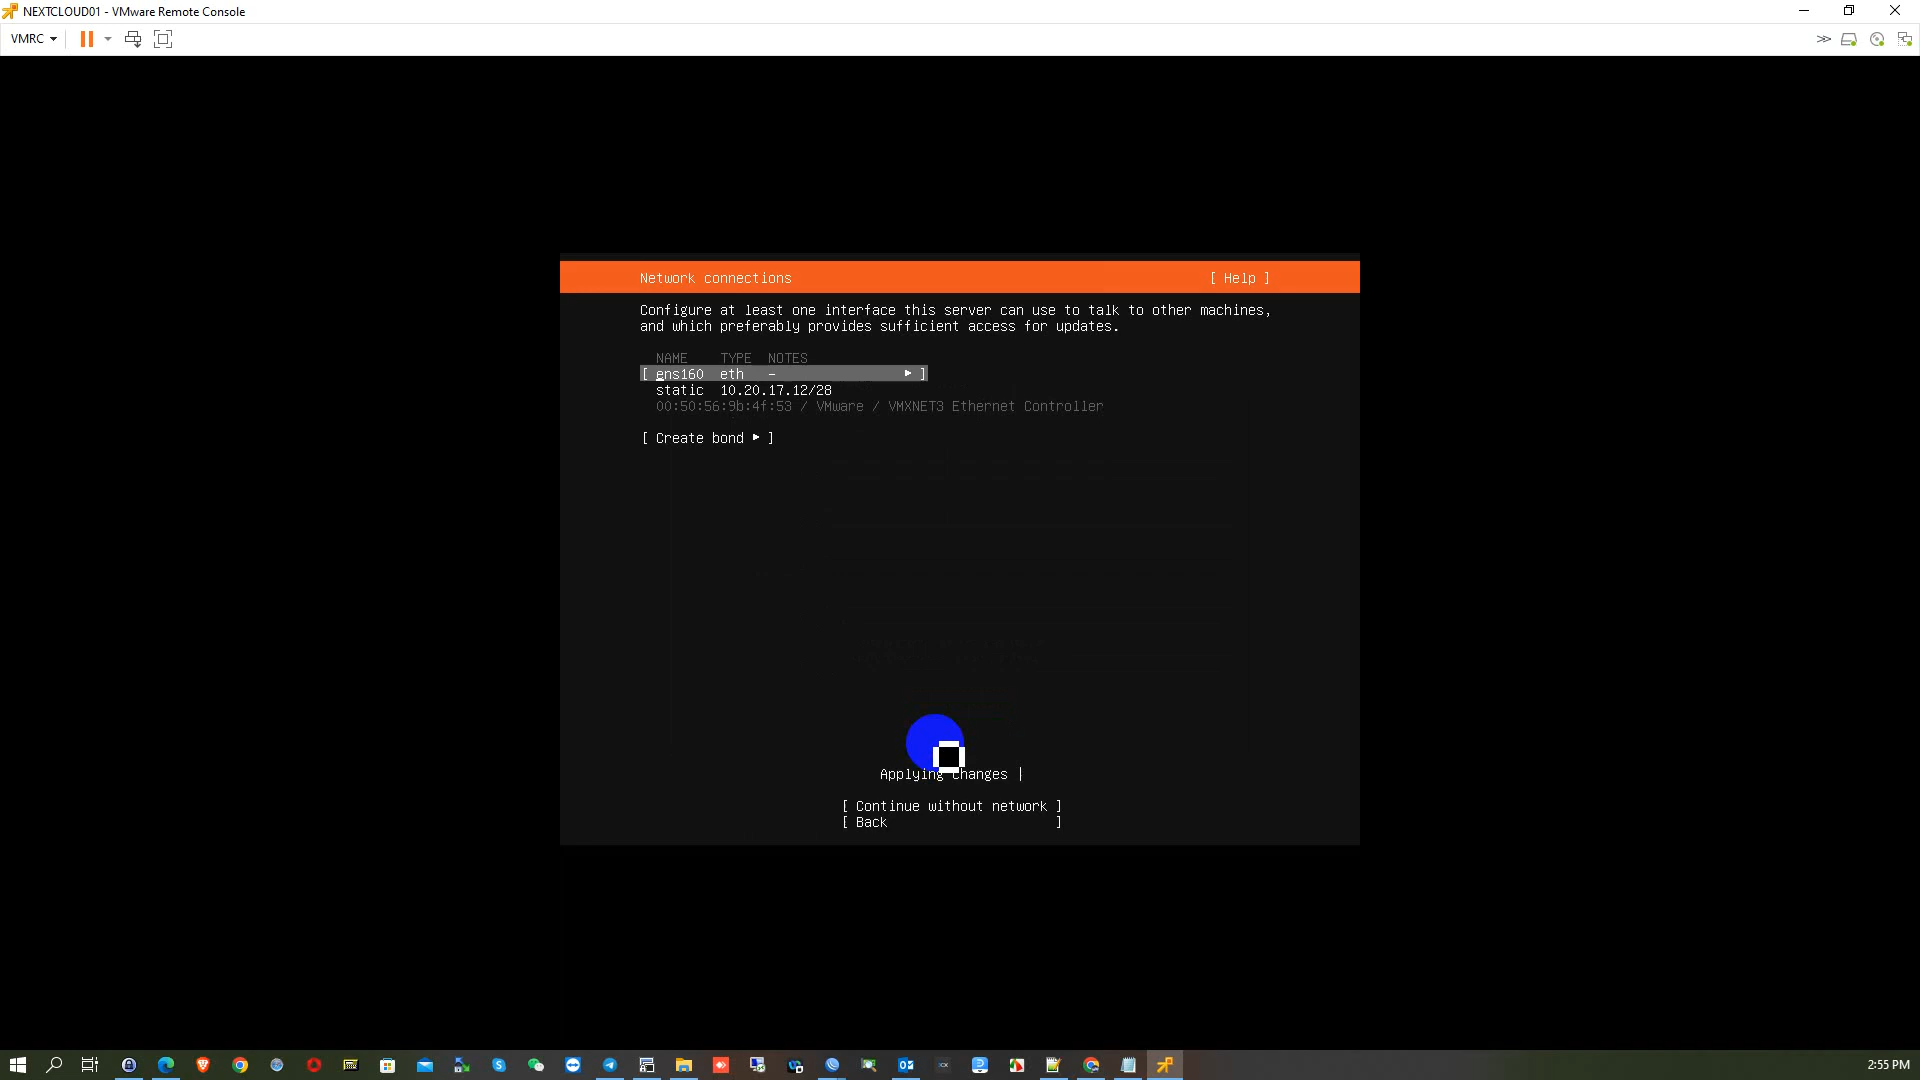 NEXTCLOUD01 - VMware Remote Console
VMRC
Network connections [ Help ]
Configure at least one interface this server can use to talk to other machines,
and which preferably provides sufficient access for updates.
NAME TYPE NOTES
[ ens160 eth - ▸ ]
static 10.20.17.12/28
00:50:56:9b:4f:53 / VMware / VMXNET3 Ethernet Controller
[ Create bond ▸ ]
Applying changes |
[ Continue without network ]
[ Back ]
2:55 PM